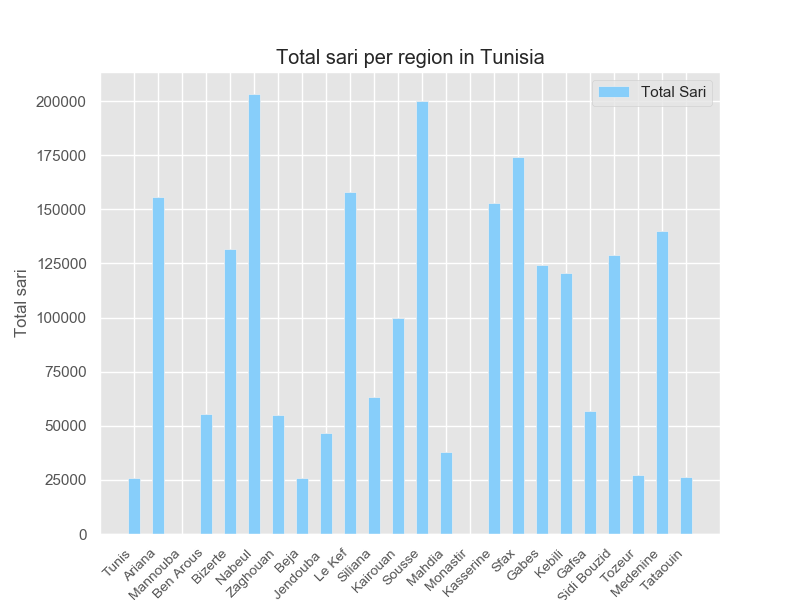 Total sari per region in Tunisia
Total Sari
Total sari
200000
175000
150000
125000
100000
75000
50000
25000
0
Tunis
Ariana
Mannouba
Ben Arous
Bizerte
Nabeul
Zaghouan
Beja
Jendouba
Le Kef
Siliana
Kairouan
Sousse
Mahdia
Monastir
Kasserine
Sfax
Gabes
Kebili
Gafsa
Sidi Bouzid
Tozeur
Medenine
Tataouin